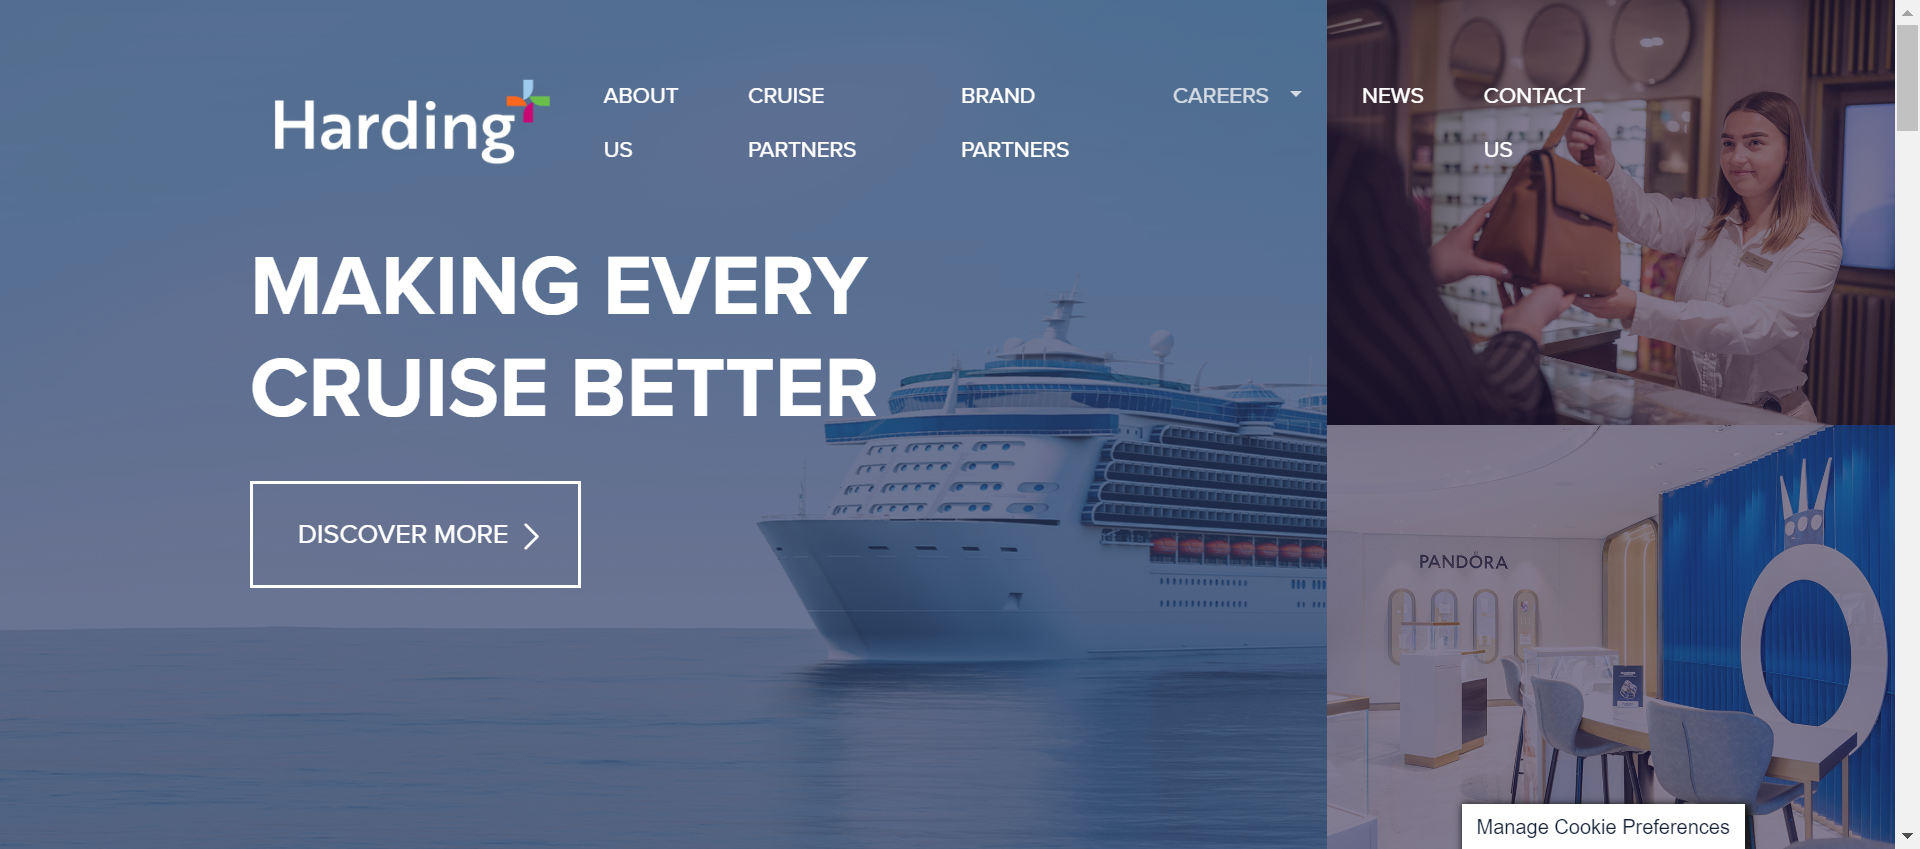 Harding
ABOUT US
CRUISE PARTNERS
BRAND PARTNERS
CAREERS
NEWS
CONTACT US
MAKING EVERY
CRUISE BETTER
DISCOVER MORE
PANDÖRA
Manage Cookie Preferences